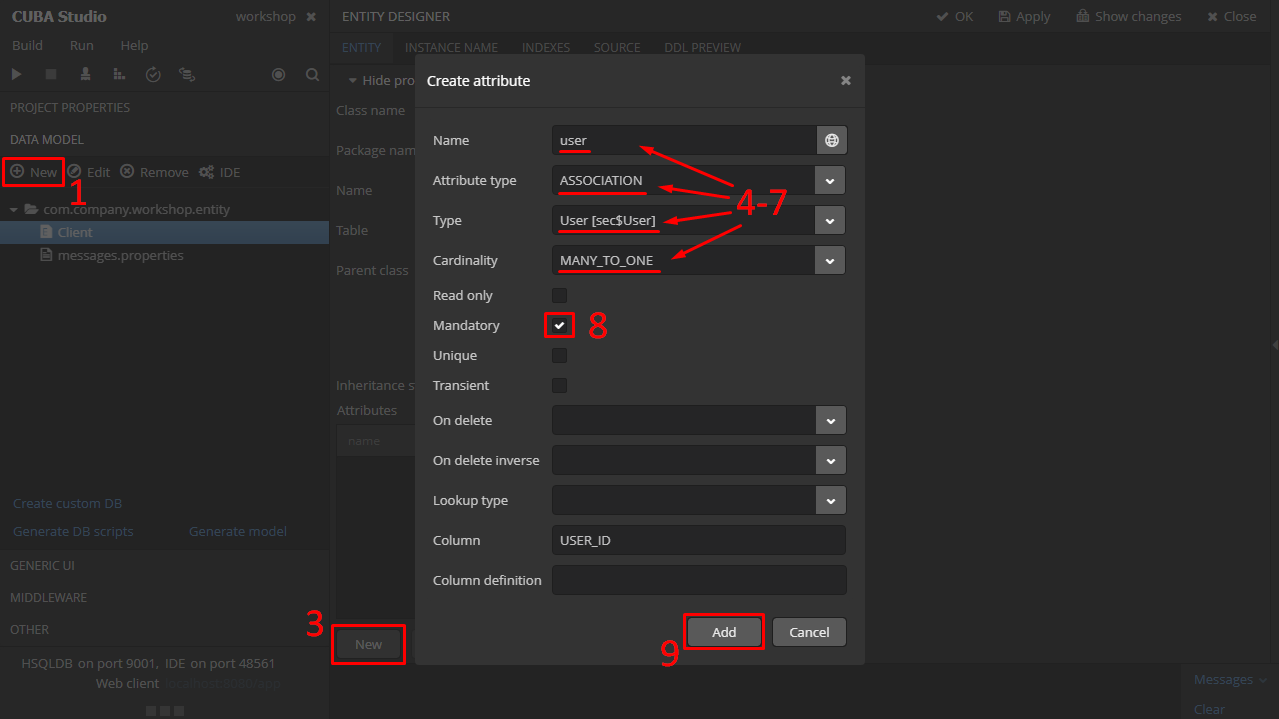 CUBA Studio
workshop
ENTITY DESIGNER
OK Apply Show changes Close
Build Run Help
ENTITY INSTANCE NAME INDEXES SOURCE DDL PREVIEW
Hide pro
PROJECT PROPERTIES
DATA MODEL
New Edit Remove IDE
1
com.company.workshop.entity
Client
messages.properties
Create custom DB
Generate DB scripts Generate model
GENERIC UI
MIDDLEWARE
OTHER
HSQLDB on port 9001, IDE on port 48561
Web client localhost:8080/app
Class name
Package nam
Name
Table
Parent class
Inheritance s
Attributes
name
3
New
Create attribute
Name user
Attribute type ASSOCIATION
Type User [sec$User]
Cardinality MANY_TO_ONE
4-7
Read only
Mandatory
8
Unique
Transient
On delete
On delete inverse
Lookup type
Column USER_ID
Column definition
9
Add Cancel
Messages
Clear